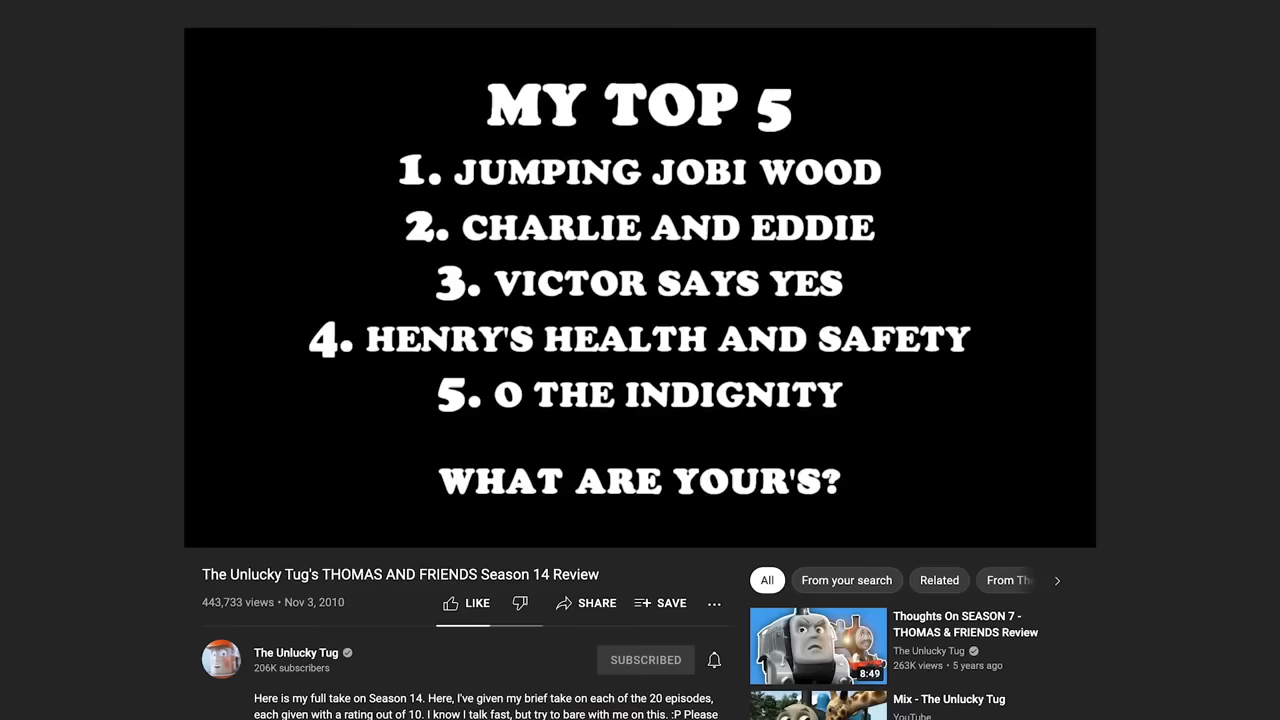 MY TOP 5
1. JUMPING JOBI WOOD
2. CHARLIE AND EDDIE
3. VICTOR SAYS YES
4. HENRY'S HEALTH AND SAFETY
5. O THE INDIGNITY
WHAT ARE YOUR'S?
The Unlucky Tug's THOMAS AND FRIENDS Season 14 Review
443,733 views • Nov 3, 2010
LIKE
SHARE
SAVE
The Unlucky Tug
206K subscribers
SUBSCRIBED
Here is my full take on Season 14. Here, I've given my brief take on each of the 20 episodes,
each given with a rating out of 10. I know I talk fast, but try to bare with me on this. :P Please
All
From your search
Related
From
8:49
Thoughts On SEASON 7 -
THOMAS & FRIENDS Review
The Unlucky Tug
263K views • 5 years ago
Mix - The Unlucky Tug
YouTube